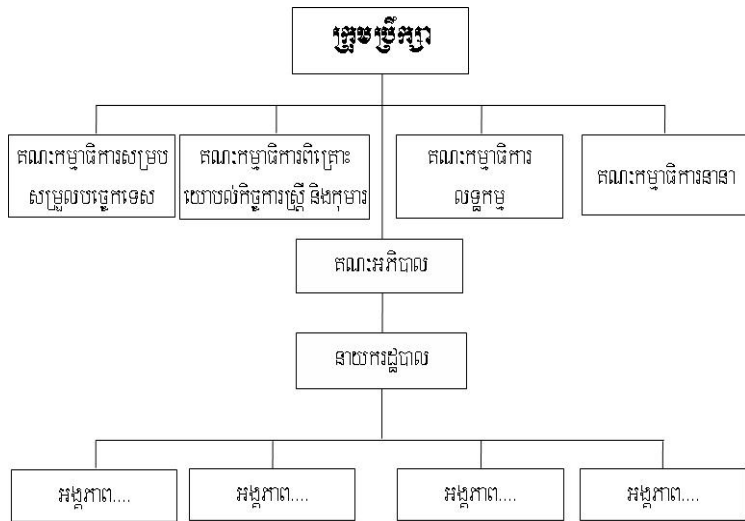 ក្រុមប្រឹក្សា
គណៈកម្មាធិការសម្រប
សម្រួលបច្ចេកទេស
គណៈកម្មាធិការពិគ្រោះ
យោបល់កិច្ចការស្ត្រី និងកុមារ
គណៈកម្មាធិការ
លទ្ធកម្ម
គណៈកម្មាធិការនានា
គណៈអភិបាល
នាយករដ្ឋបាល
អង្គភាព....
អង្គភាព....
អង្គភាព....
អង្គភាព....